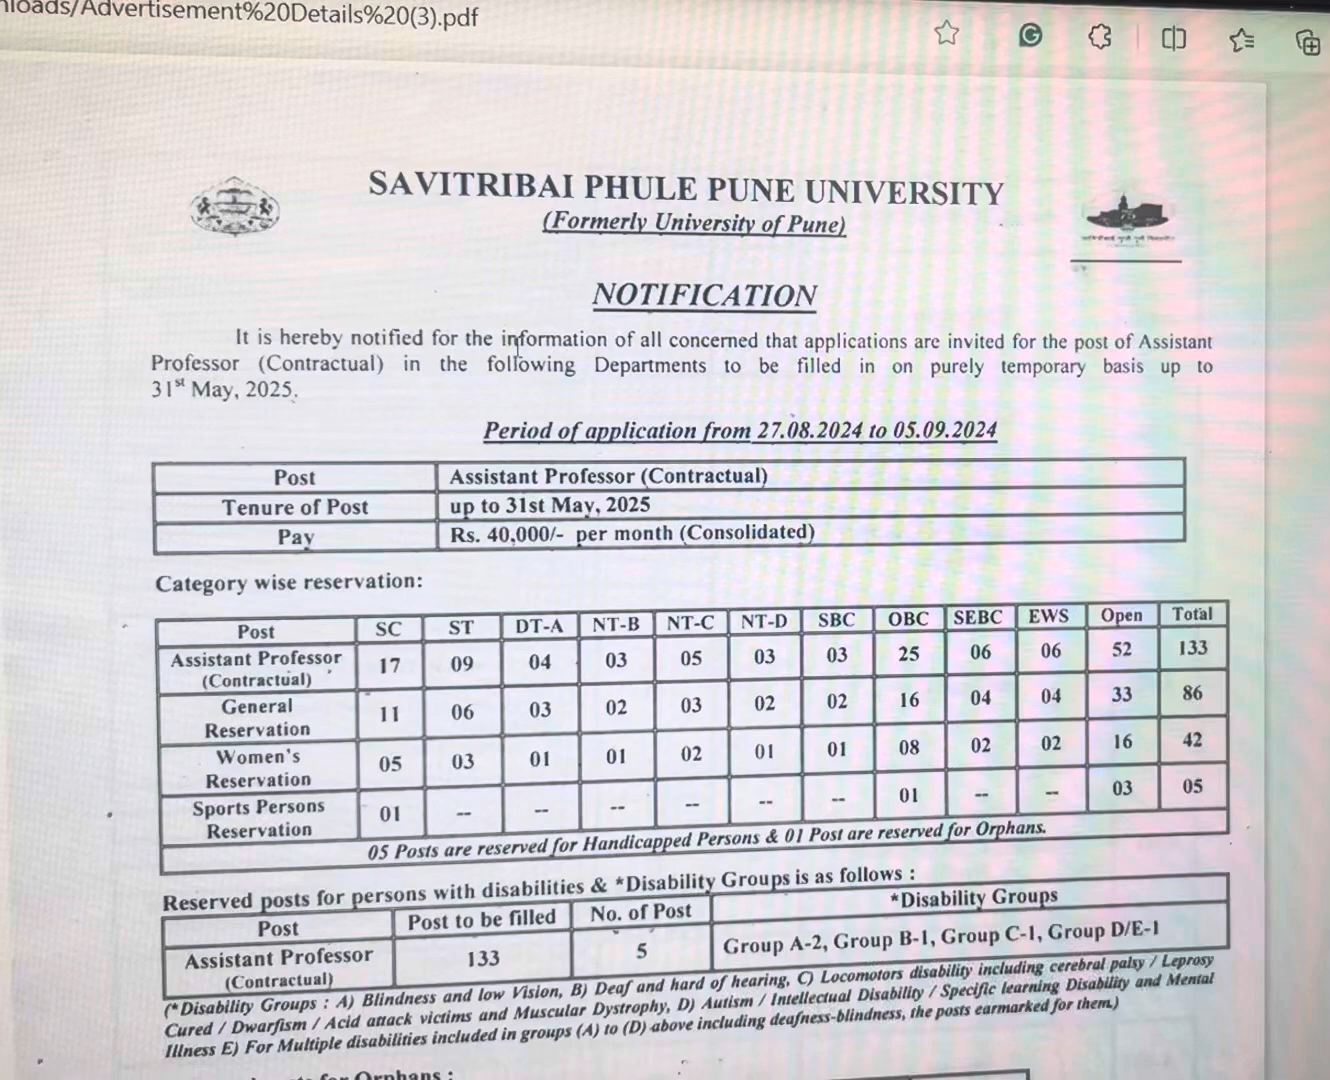 nloads/Advertisement%20Details%20(3).pdf
SAVITRIBAI PHULE PUNE UNIVERSITY
(Formerly University of Pune)
NOTIFICATION
It is hereby notified for the information of all concerned that applications are invited for the post of Assistant
Professor (Contractual) in the following Departments to be filled in on purely temporary basis up to
31st May, 2025.
Period of application from 27.08.2024 to 05.09.2024
Post Assistant Professor (Contractual)
Tenure of Post up to 31st May, 2025
Pay Rs. 40,000/- per month (Consolidated)
Category wise reservation:
Post SC ST DT-A NT-B NT-C NT-D SBC OBC SEBC EWS Open Total
Assistant Professor (Contractual) 17 09 04 03 05 03 03 25 06 06 52 133
General Reservation 11 06 03 02 03 02 02 16 04 04 33 86
Women's Reservation 05 03 01 01 02 01 01 08 02 02 16 42
Sports Persons Reservation 01 -- -- -- -- -- -- 01 -- -- 03 05
05 Posts are reserved for Handicapped Persons & 01 Post are reserved for Orphans.
Reserved posts for persons with disabilities & *Disability Groups is as follows :
Post Post to be filled No. of Post *Disability Groups
Assistant Professor (Contractual) 133 5 Group A-2, Group B-1, Group C-1, Group D/E-1
(*Disability Groups : A) Blindness and low Vision, B) Deaf and hard of hearing, C) Locomotors disability including cerebral palsy / Leprosy
Cured / Dwarfism / Acid attack victims and Muscular Dystrophy, D) Autism / Intellectual Disability / Specific learning Disability and Mental
Illness E) For Multiple disabilities included in groups (A) to (D) above including deafness-blindness, the posts earmarked for them.)
for Orphans :